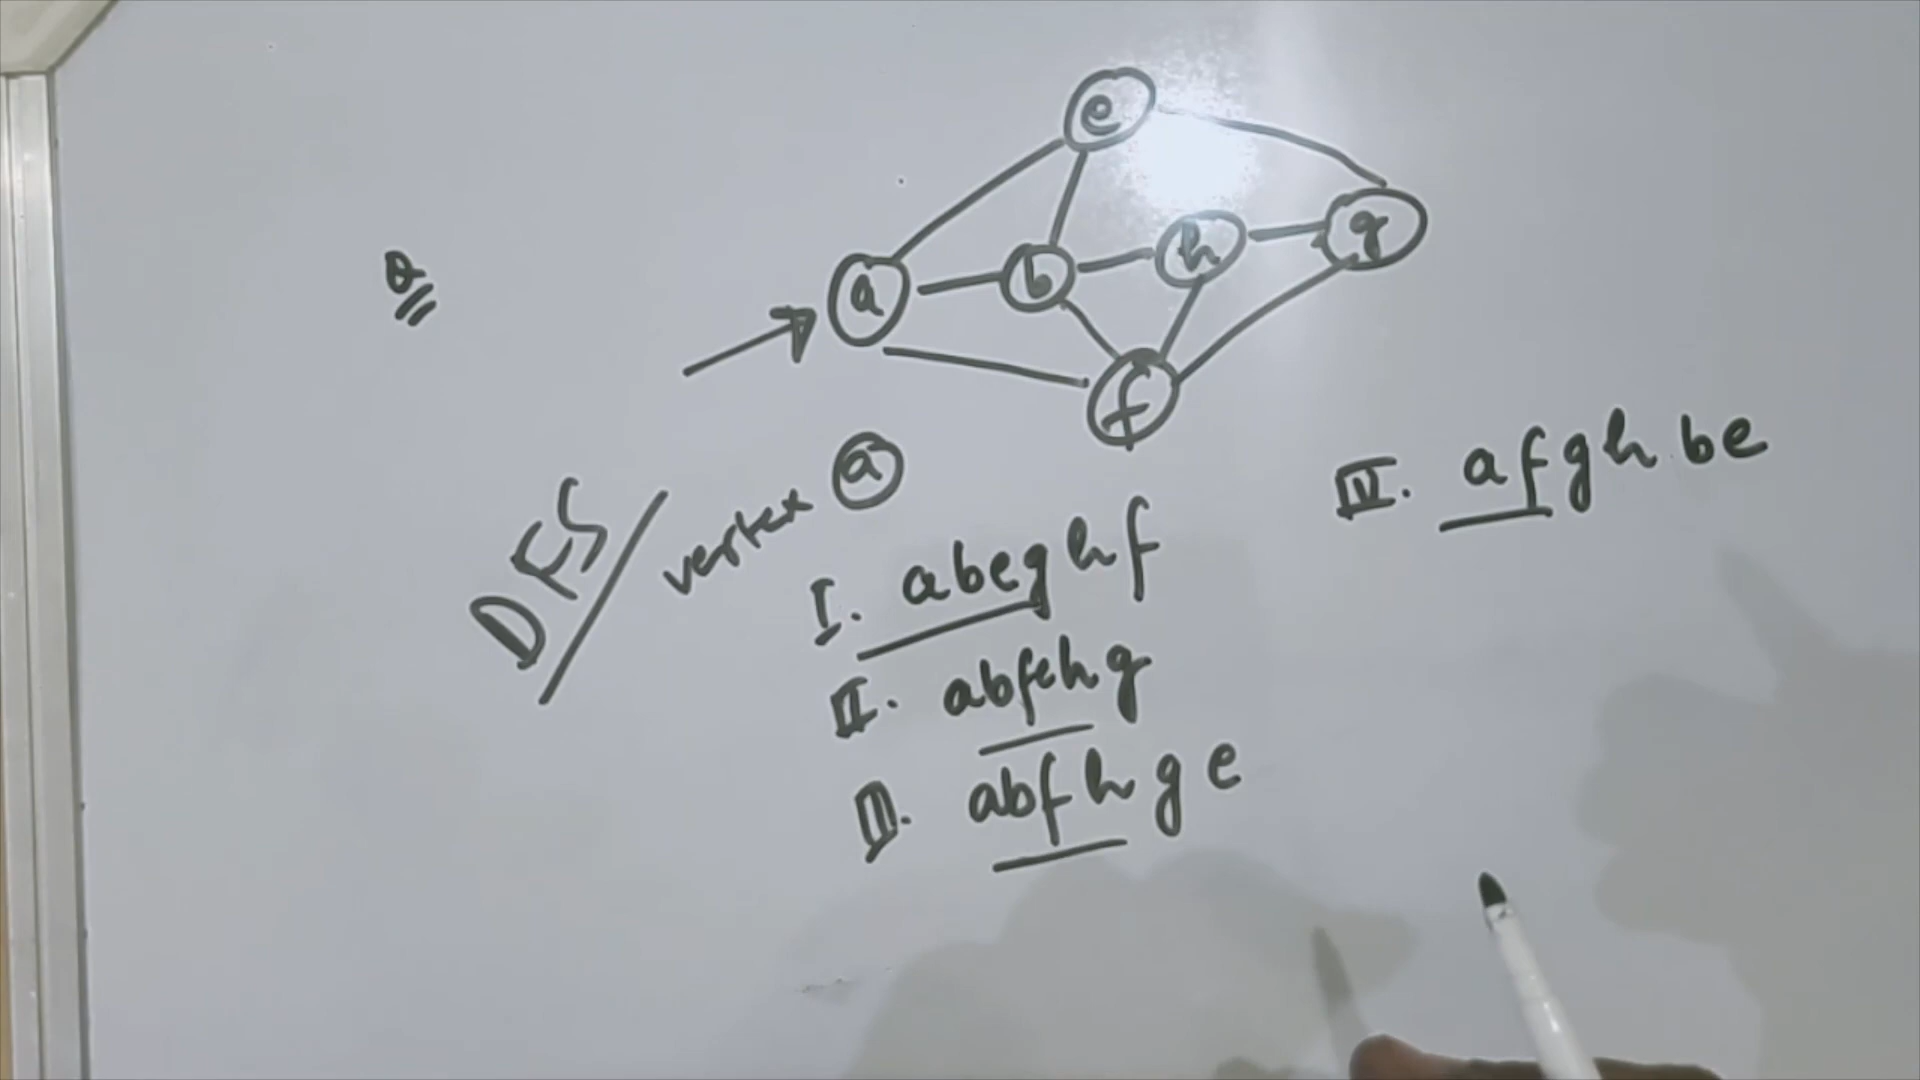 Q
e
a b h g
f
DFS/ vertex a
I. abeghf
II. abfehg
III. abfhge
IV. afghbe